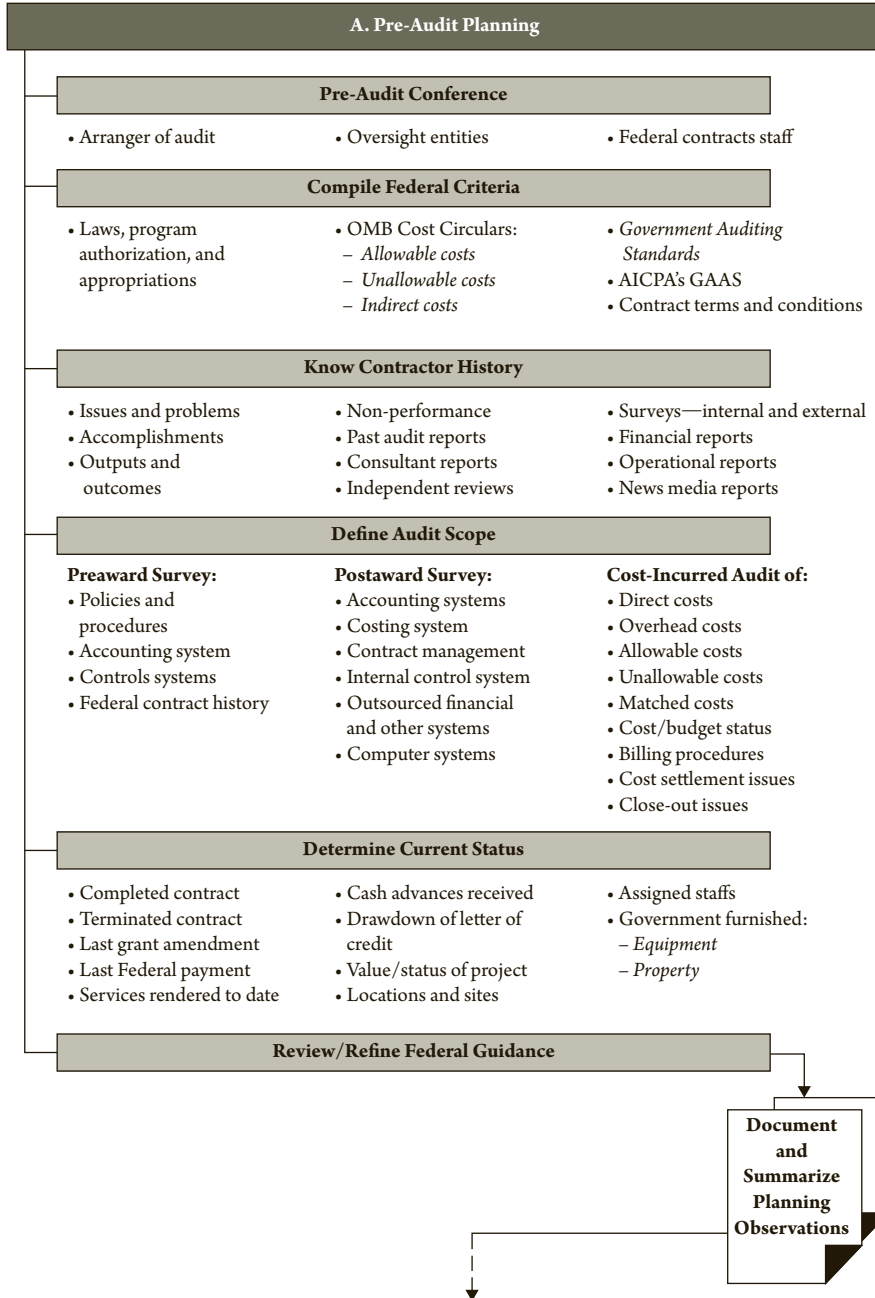 A. Pre-Audit Planning
Pre-Audit Conference
• Arranger of audit
• Oversight entities
• Federal contracts staff
Compile Federal Criteria
• Laws, program
authorization, and
appropriations
• OMB Cost Circulars:
– Allowable costs
– Unallowable costs
– Indirect costs
• Government Auditing
Standards
• AICPA's GAAS
• Contract terms and conditions
Know Contractor History
• Issues and problems
• Accomplishments
• Outputs and
outcomes
• Non-performance
• Past audit reports
• Consultant reports
• Independent reviews
• Surveys—internal and external
• Financial reports
• Operational reports
• News media reports
Define Audit Scope
Preaward Survey:
• Policies and
procedures
• Accounting system
• Controls systems
• Federal contract history
Postaward Survey:
• Accounting systems
• Costing system
• Contract management
• Internal control system
• Outsourced financial
and other systems
• Computer systems
Cost-Incurred Audit of:
• Direct costs
• Overhead costs
• Allowable costs
• Unallowable costs
• Matched costs
• Cost/budget status
• Billing procedures
• Cost settlement issues
• Close-out issues
Determine Current Status
• Completed contract
• Terminated contract
• Last grant amendment
• Last Federal payment
• Services rendered to date
• Cash advances received
• Drawdown of letter of
credit
• Value/status of project
• Locations and sites
• Assigned staffs
• Government furnished:
– Equipment
– Property
Review/Refine Federal Guidance
Document
and
Summarize
Planning
Observations